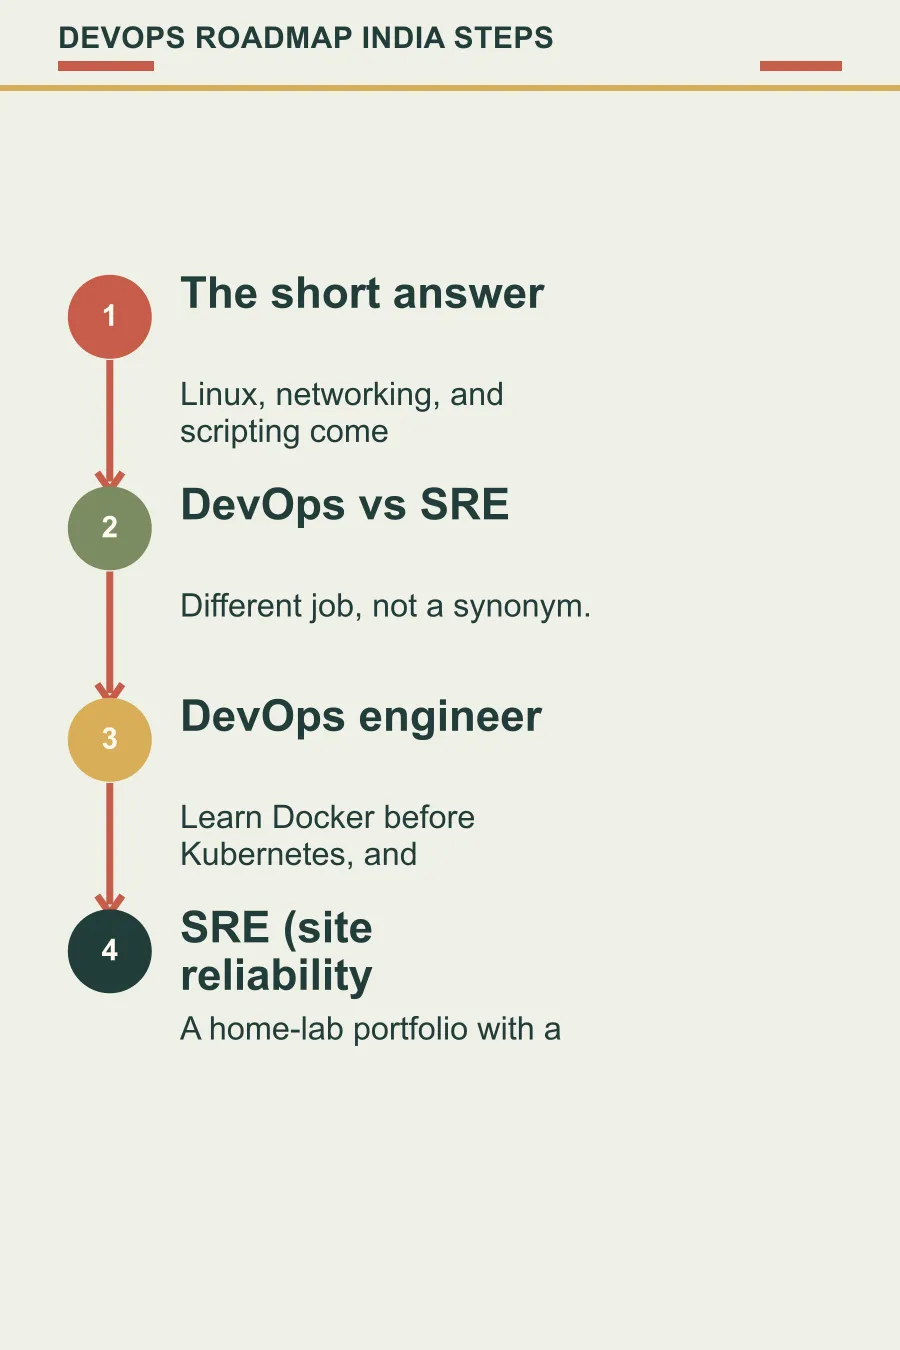 DEVOPS ROADMAP INDIA STEPS
1
The short answer
Linux, networking, and
scripting come
2
DevOps vs SRE
Different job, not a synonym.
3
DevOps engineer
Learn Docker before
Kubernetes, and
4
SRE (site
reliability
A home-lab portfolio with a